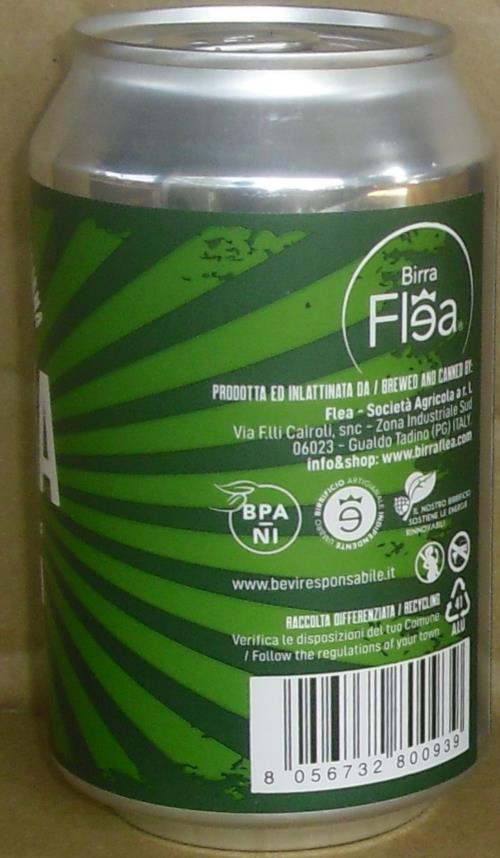 Birra
Flea
PRODOTTA ED INLATTINATA DA / BREWED AND CANNED BY:
Flea - Società Agricola a r. l.
Via F.lli Cairoli, snc - Zona Industriale Sud
06023 - Gualdo Tadino (PG) ITALY.
info&shop: www.birraflea.com
BPA
NI
BIRRIFICIO ARTIGIANALE INDIPENDENTE UMBRO
IL NOSTRO BIRRIFICIO
SOSTIENE LE ENERGIE
RINNOVABILI
www.beviresponsabile.it
RACCOLTA DIFFERENZIATA / RECYCLING
Verifica le disposizioni del tuo Comune
/ Follow the regulations of your town
41
ALU
A
8 056732 800939